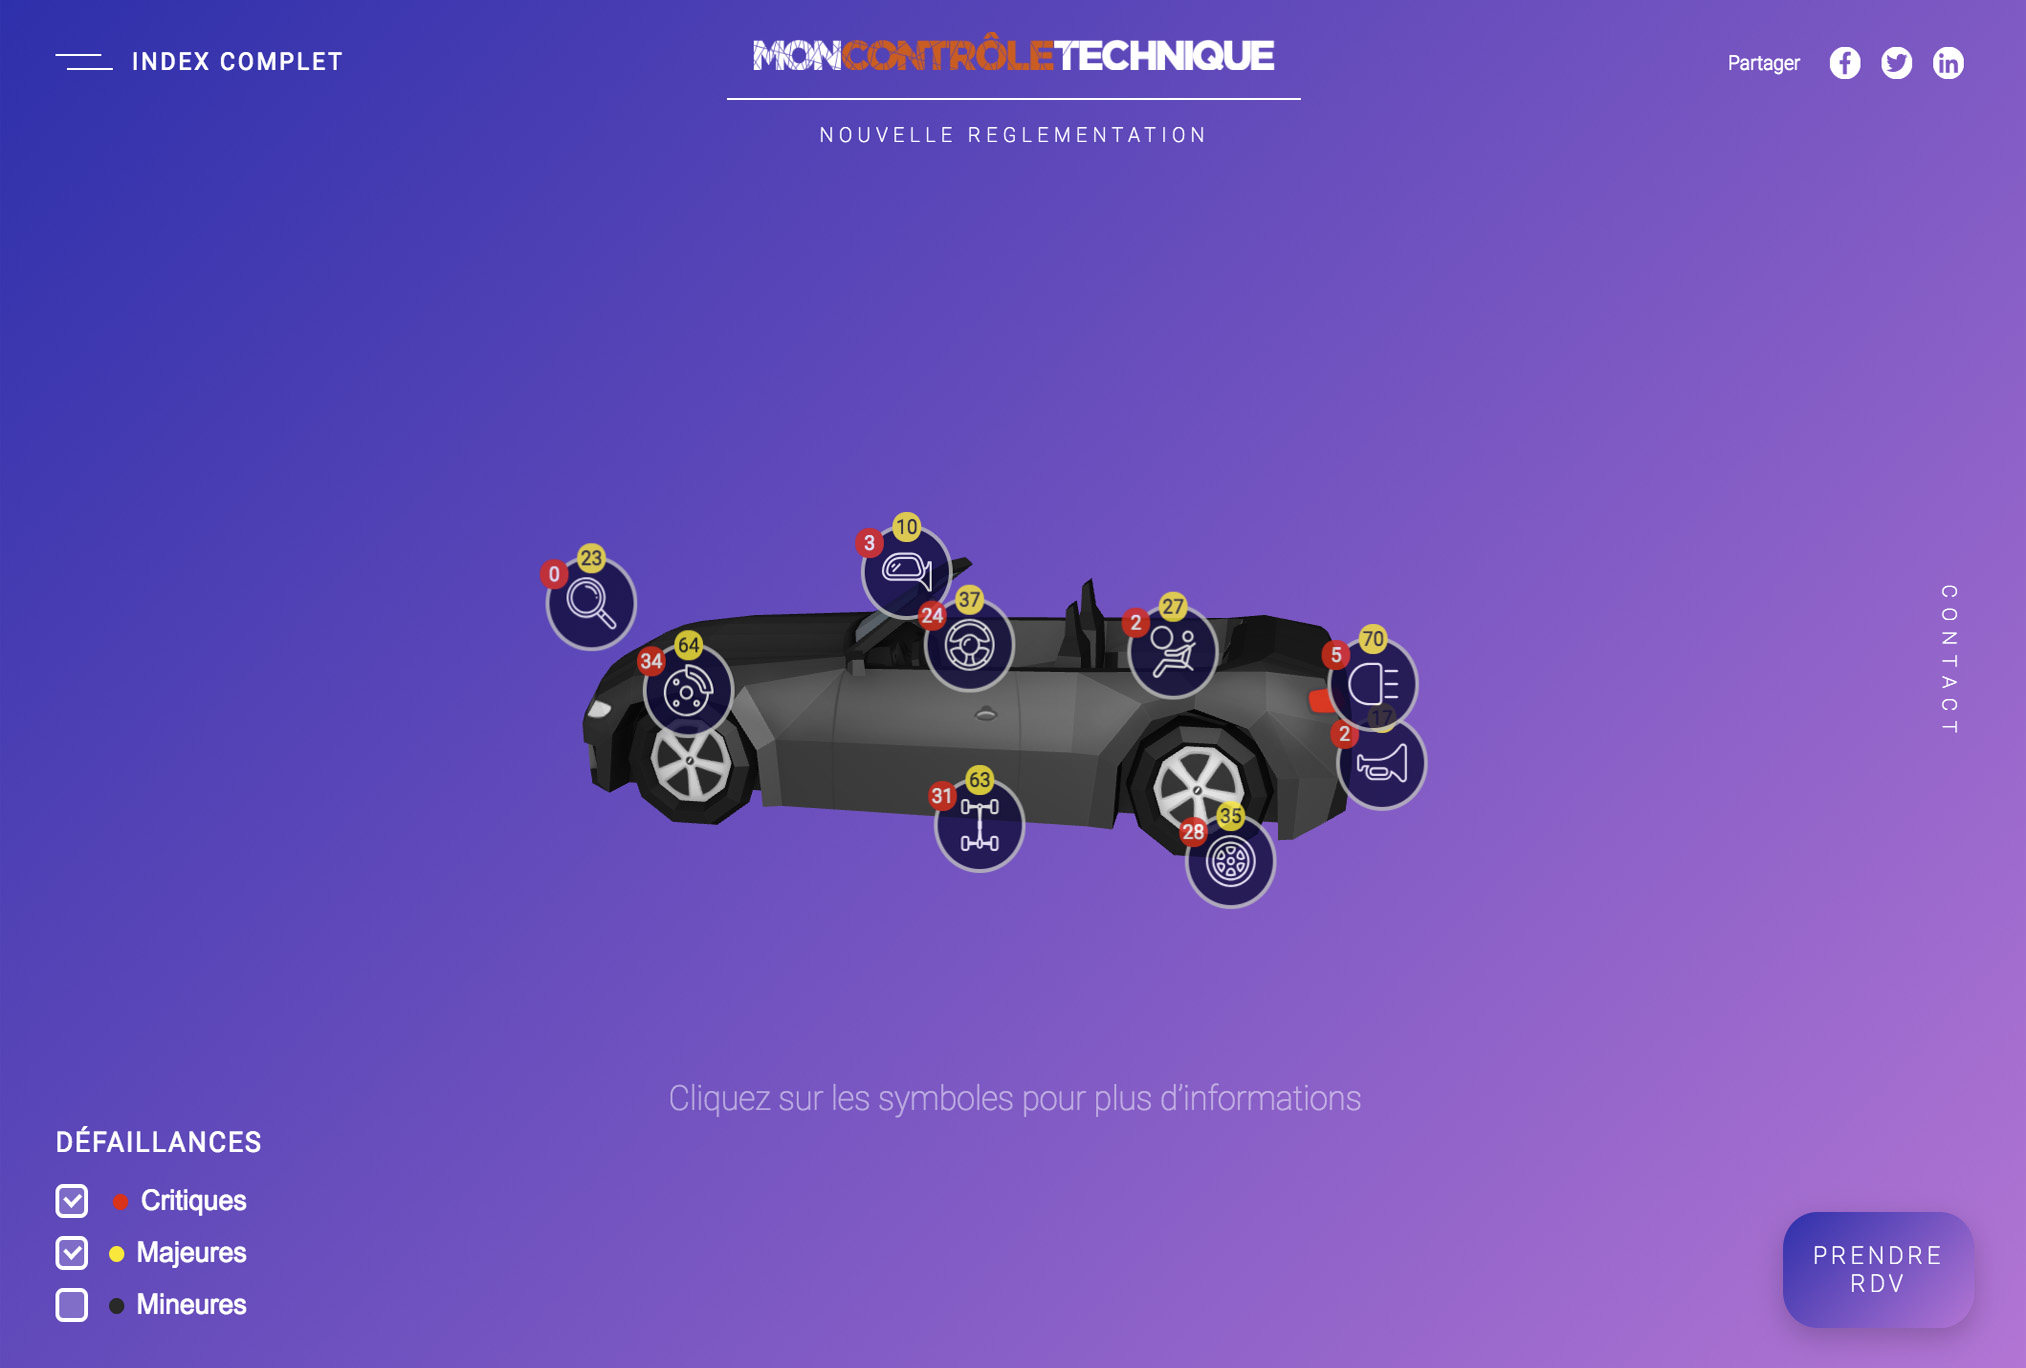 INDEX COMPLET
MONCONTRÔLETECHNIQUE
Partager
NOUVELLE REGLEMENTATION
10
3
23
0
37
24
27
2
64
34
70
5
17
2
63
31
35
28
CONTACT
Cliquez sur les symboles pour plus d'informations
DÉFAILLANCES
Critiques
Majeures
Mineures
PRENDRE
RDV